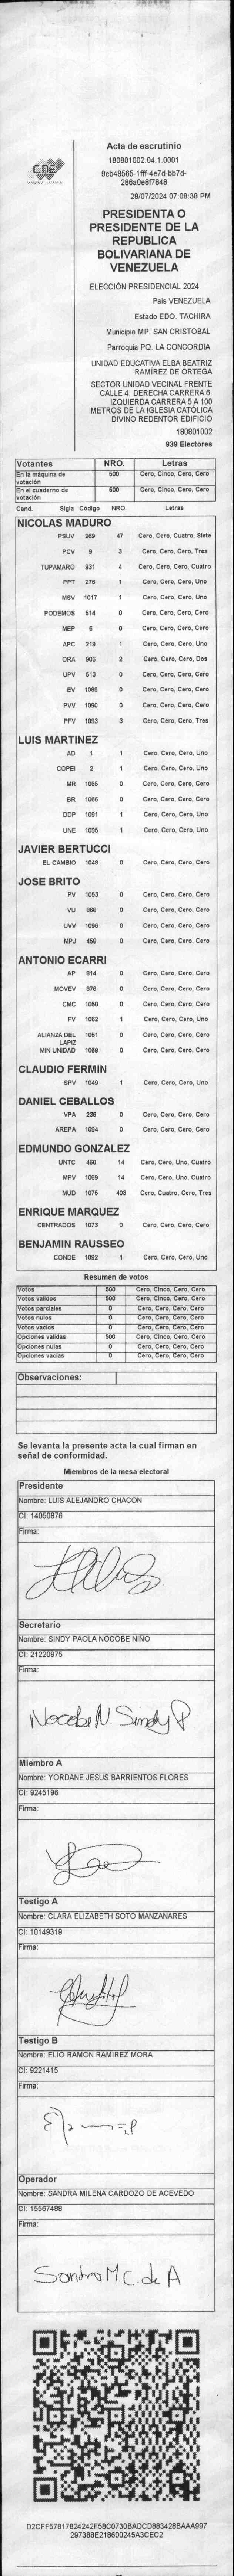 CNE
Acta de escrutinio
180801002.04.1.0001
28/07/2024 07:08:38 PM
PRESIDENTA O
PRESIDENTE DE LA
REPUBLICA
BOLIVARIANA DE
VENEZUELA
ELECCIÓN PRESIDENCIAL 2024
Pais VENEZUELA
Estado EDO. TACHIRA
Municipio MP. SAN CRISTOBAL
Parroquia PQ. LA CONCORDIA
UNIDAD EDUCATIVA ELBA BEATRIZ
RAMÍREZ DE ORTEGA
SECTOR UNIDAD VECINAL FRENTE
CALLE 4. DERECHA CARRERA 6.
IZQUIERDA CARRERA 5 A 100
METROS DE LA IGLESIA CATÓLICA
DIVINO REDENTOR EDIFICIO
180801002
939 Electores
Votantes NRO. Letras
En la máquina de votación 500 Cero, Cinco, Cero, Cero
En el cuaderno de votación 500 Cero, Cinco, Cero, Cero
Cand. Sigla Código NRO. Letras
NICOLAS MADURO
PSUV 269 47 Cero, Cero, Cuatro, Siete
PCV 9 3 Cero, Cero, Cero, Tres
TUPAMARO 931 4 Cero, Cero, Cero, Cuatro
PPT 276 1 Cero, Cero, Cero, Uno
MSV 1017 1 Cero, Cero, Cero, Uno
PODEMOS 514 0 Cero, Cero, Cero, Cero
MEP 6 0 Cero, Cero, Cero, Cero
APC 219 1 Cero, Cero, Cero, Uno
ORA 906 2 Cero, Cero, Cero, Dos
UPV 513 0 Cero, Cero, Cero, Cero
EV 1089 0 Cero, Cero, Cero, Cero
PVV 1090 0 Cero, Cero, Cero, Cero
PFV 1093 3 Cero, Cero, Cero, Tres
LUIS MARTINEZ
AD 1 1 Cero, Cero, Cero, Uno
COPEI 2 1 Cero, Cero, Cero, Uno
MR 1065 0 Cero, Cero, Cero, Cero
BR 1066 0 Cero, Cero, Cero, Cero
DDP 1091 1 Cero, Cero, Cero, Uno
UNE 1095 1 Cero, Cero, Cero, Uno
JAVIER BERTUCCI
EL CAMBIO 1048 0 Cero, Cero, Cero, Cero
JOSE BRITO
PV 1053 0 Cero, Cero, Cero, Cero
VU 868 0 Cero, Cero, Cero, Cero
UVV 1096 0 Cero, Cero, Cero, Cero
MPJ 459 0 Cero, Cero, Cero, Cero
ANTONIO ECARRI
AP 914 0 Cero, Cero, Cero, Cero
MOVEV 879 0 Cero, Cero, Cero, Cero
CMC 1050 0 Cero, Cero, Cero, Cero
FV 1062 1 Cero, Cero, Cero, Uno
ALIANZA DEL LAPIZ 1061 0 Cero, Cero, Cero, Cero
MIN UNIDAD 1068 0 Cero, Cero, Cero, Cero
CLAUDIO FERMIN
SPV 1049 1 Cero, Cero, Cero, Uno
DANIEL CEBALLOS
VPA 236 0 Cero, Cero, Cero, Cero
AREPA 1094 0 Cero, Cero, Cero, Cero
EDMUNDO GONZALEZ
UNTC 460 14 Cero, Cero, Uno, Cuatro
MPV 1069 14 Cero, Cero, Uno, Cuatro
MUD 1075 403 Cero, Cuatro, Cero, Tres
ENRIQUE MARQUEZ
CENTRADOS 1073 0 Cero, Cero, Cero, Cero
BENJAMIN RAUSSEO
CONDE 1092 1 Cero, Cero, Cero, Uno
Resumen de votos
Votos 500 Cero, Cinco, Cero, Cero
Votos validos 500 Cero, Cinco, Cero, Cero
Votos parciales 0 Cero, Cero, Cero, Cero
Votos nulos 0 Cero, Cero, Cero, Cero
Votos vacios 0 Cero, Cero, Cero, Cero
Opciones validas 500 Cero, Cinco, Cero, Cero
Opciones nulas 0 Cero, Cero, Cero, Cero
Opciones vacias 0 Cero, Cero, Cero, Cero
Observaciones:
Se levanta la presente acta la cual firman en
señal de conformidad.
Miembros de la mesa electoral
Presidente
Nombre: LUIS ALEJANDRO CHACON
CI: 14050876
Firma:
Secretario
Nombre: SINDY PAOLA NOCOBE NIÑO
CI: 21220975
Firma:
Nocobe N. Sindy P
Miembro A
Nombre: YORDANE JESUS BARRIENTOS FLORES
CI: 9245196
Firma:
Testigo A
Nombre: CLARA ELIZABETH SOTO MANZANARES
CI: 10149319
Firma:
Testigo B
Nombre: ELIO RAMON RAMIREZ MORA
CI: 9221415
Firma:
Operador
Nombre: SANDRA MILENA CARDOZO DE ACEVEDO
CI: 15567488
Firma:
Sandra M.C. de A